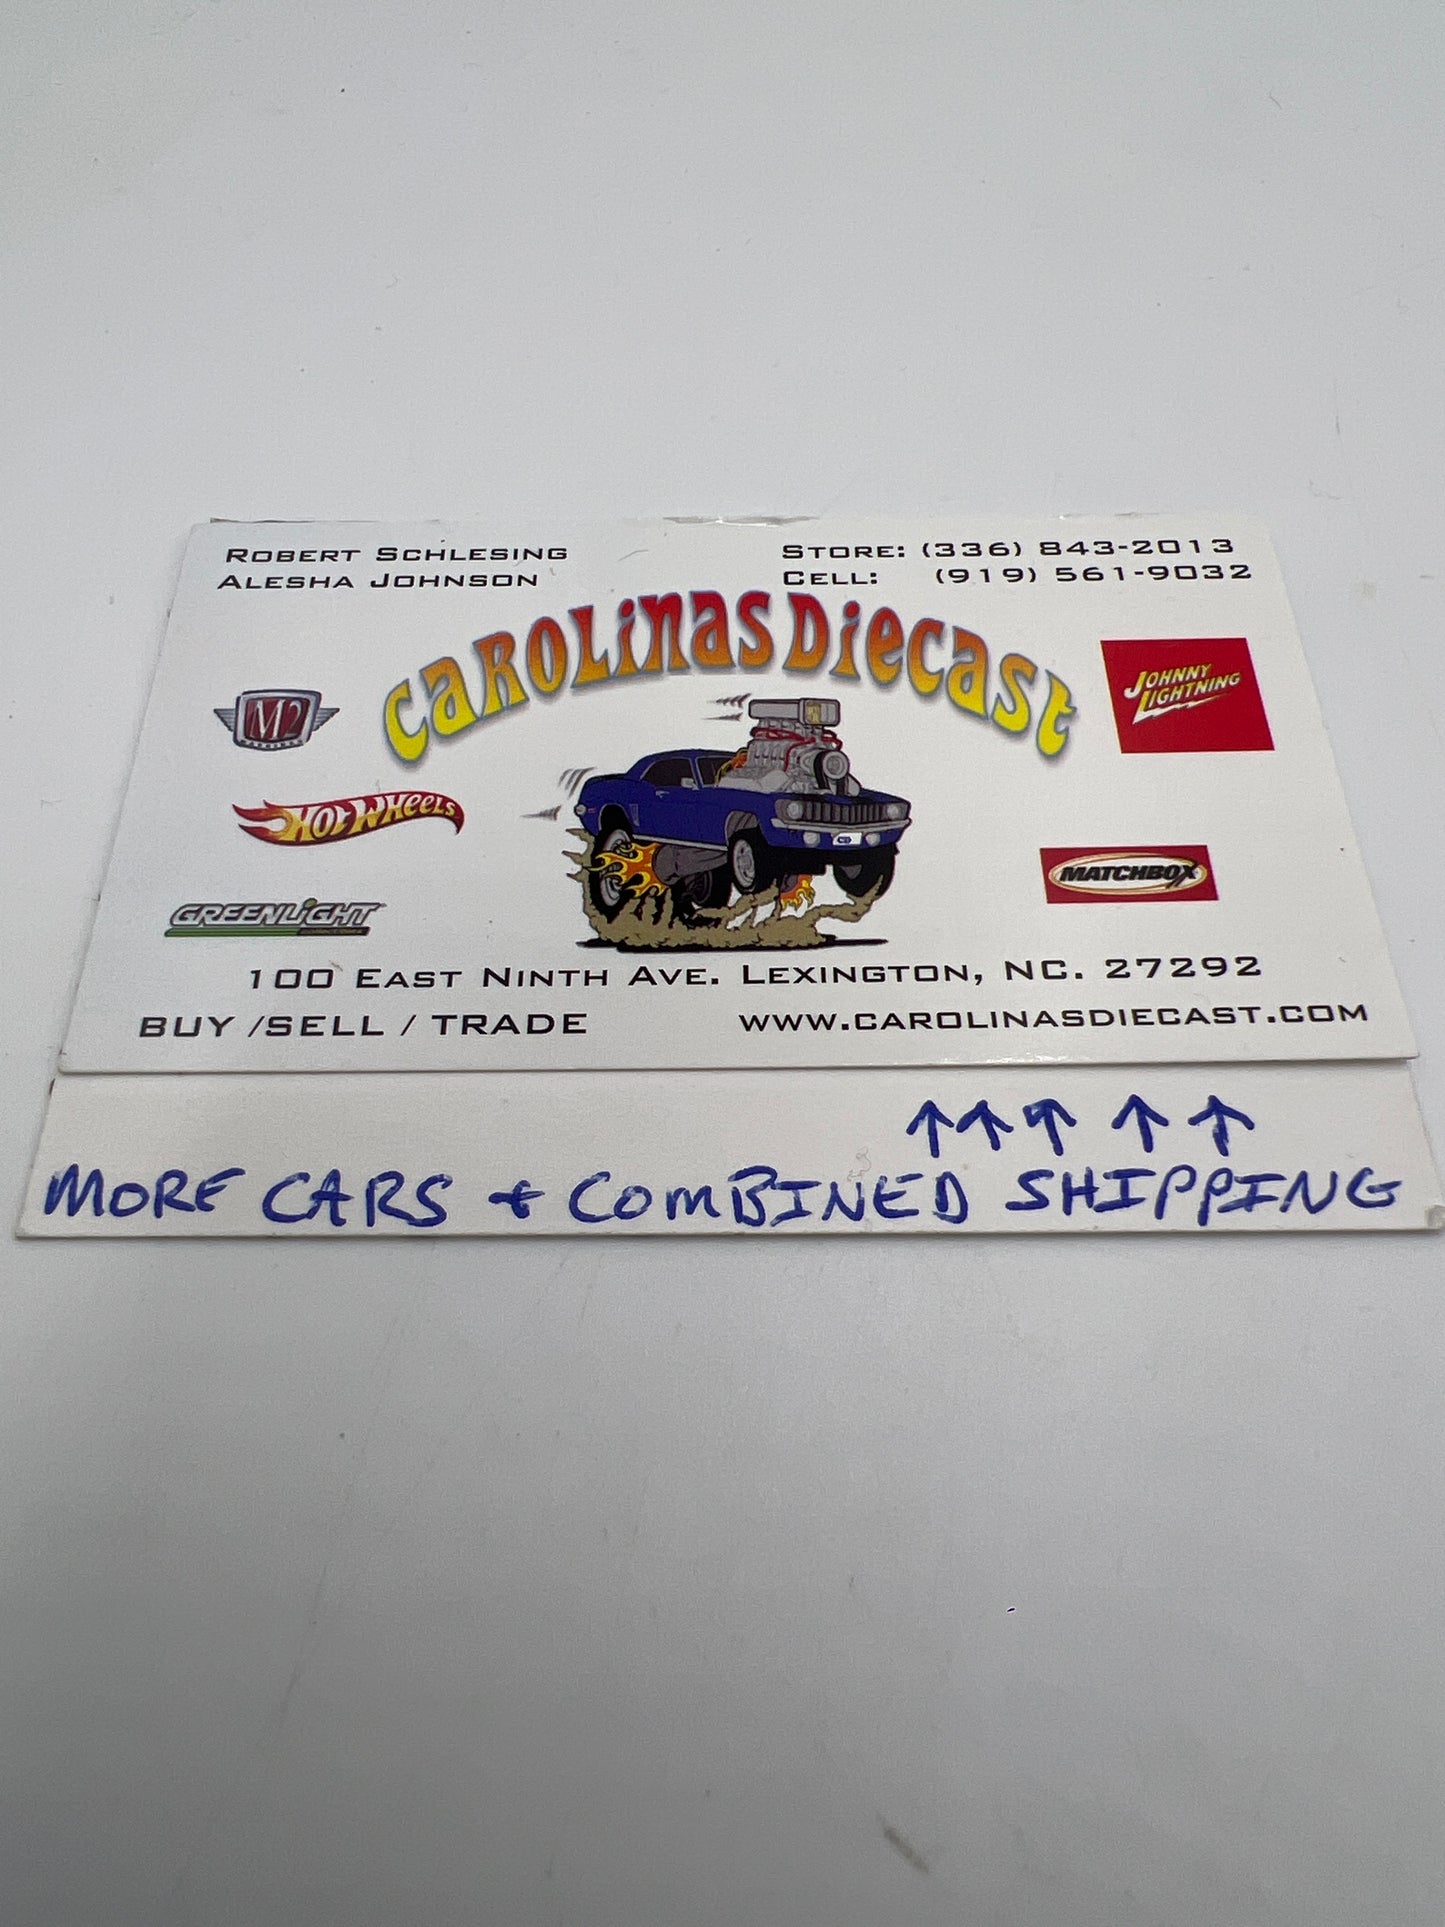 ROBERT SCHLESING
ALESHA JOHNSON
STORE: (336) 843-2013
CELL: (919) 561-9032
CAROLINAS DIECAST
M2
JOHNNY LIGHTNING
HOT WHEELS
MATCHBOX
GREENLIGHT
100 EAST NINTH AVE. LEXINGTON, NC. 27292
BUY /SELL / TRADE
WWW.CAROLINASDIECAST.COM
↑ ↑ ↑ ↑ ↑
MORE CARS + COMBINED SHIPPING